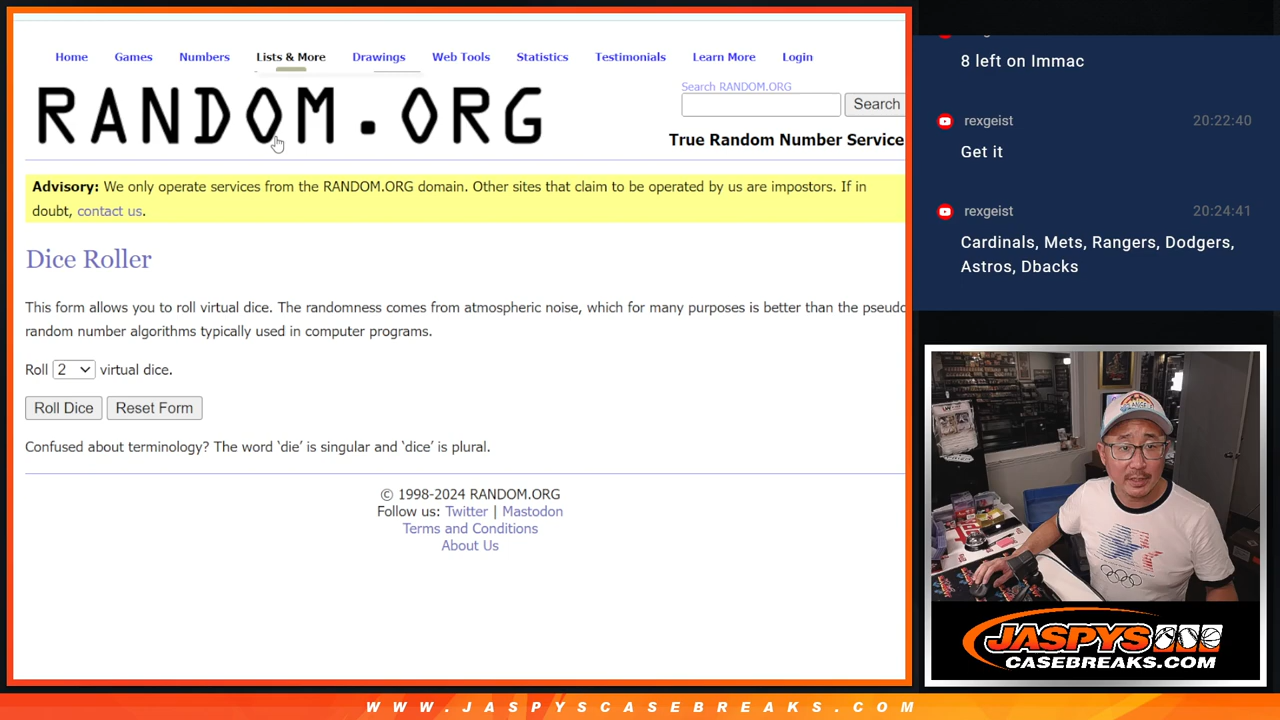 Home Games Numbers Lists & More Drawings Web Tools Statistics Testimonials Learn More Login
RANDOM.ORG
Search RANDOM.ORG
Search
True Random Number Service
Advisory: We only operate services from the RANDOM.ORG domain. Other sites that claim to be operated by us are impostors. If in
doubt, contact us.
Dice Roller
This form allows you to roll virtual dice. The randomness comes from atmospheric noise, which for many purposes is better than the pseudo
random number algorithms typically used in computer programs.
Roll 2 virtual dice.
Roll Dice Reset Form
Confused about terminology? The word ‘die’ is singular and ‘dice’ is plural.
© 1998-2024 RANDOM.ORG
Follow us: Twitter | Mastodon
Terms and Conditions
About Us
8 left on Immac
rexgeist 20:22:40
Get it
rexgeist 20:24:41
Cardinals, Mets, Rangers, Dodgers,
Astros, Dbacks
JASPYS
CASEBREAKS.COM
WWW.JASPYSCASEBREAKS.COM